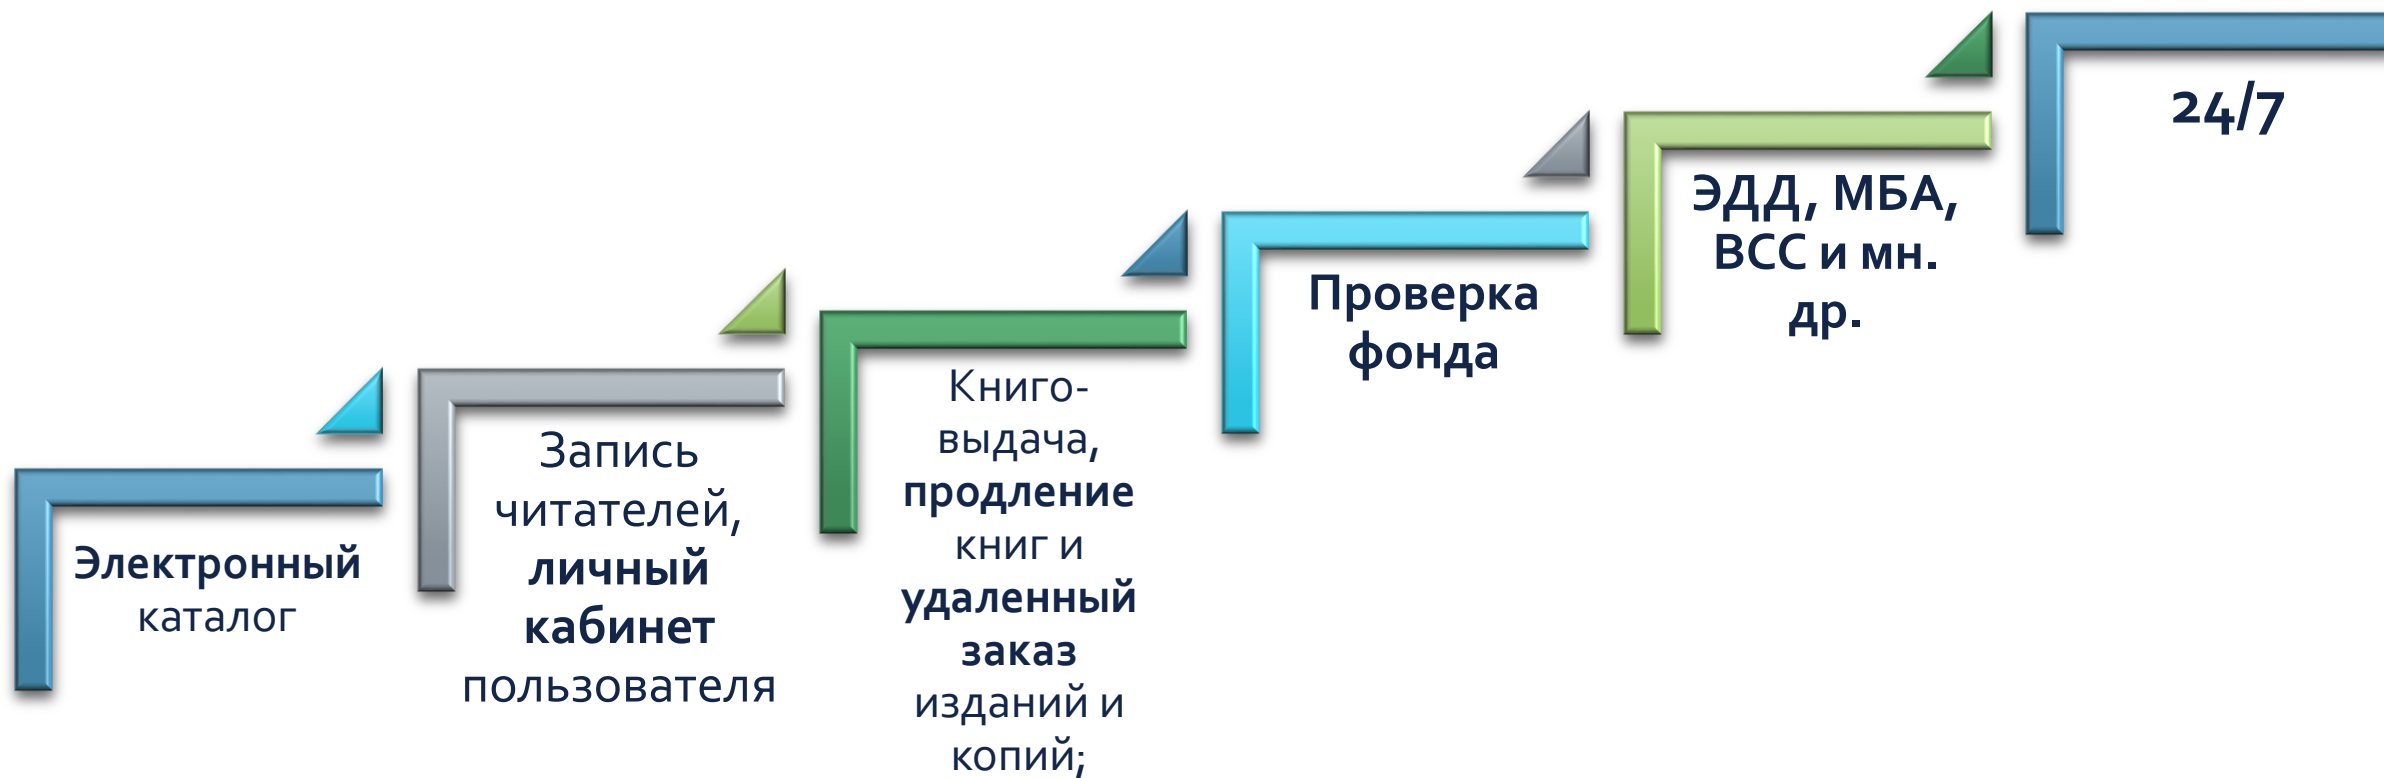 Электронный
каталог
Запись
читателей,
личный
кабинет
пользователя
Книго-
выдача,
продление
книг и
удаленный
заказ
изданий и
копий;
Проверка
фонда
ЭДД, МБА,
ВСС и мн.
др.
24/7